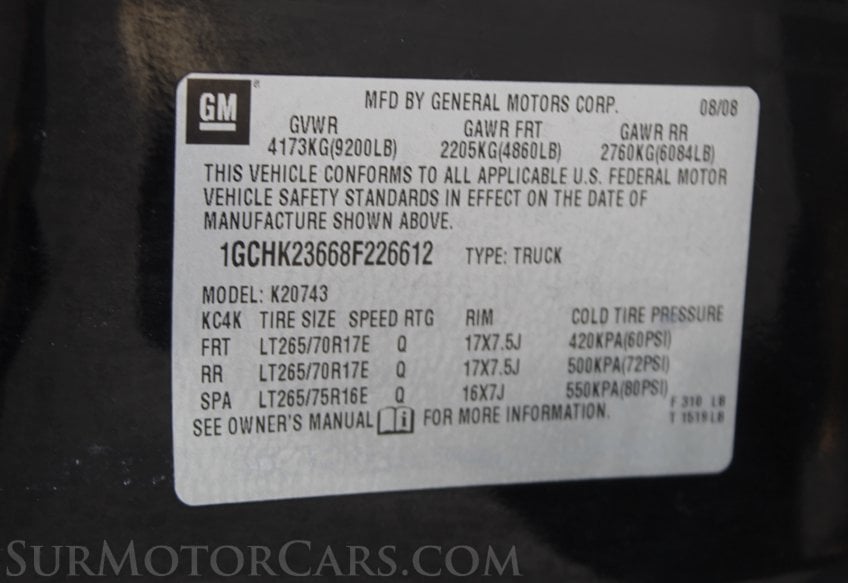 GM
MFD BY GENERAL MOTORS CORP. 08/08
GVWR GAWR FRT GAWR RR
4173KG(9200LB) 2205KG(4860LB) 2760KG(6084LB)
THIS VEHICLE CONFORMS TO ALL APPLICABLE U.S. FEDERAL MOTOR
VEHICLE SAFETY STANDARDS IN EFFECT ON THE DATE OF
MANUFACTURE SHOWN ABOVE.
1GCHK23668F226612 TYPE: TRUCK
MODEL: K20743
KC4K TIRE SIZE SPEED RTG RIM COLD TIRE PRESSURE
FRT LT265/70R17E Q 17X7.5J 420KPA(60PSI)
RR LT265/70R17E Q 17X7.5J 500KPA(72PSI)
SPA LT265/75R16E Q 16X7J 550KPA(80PSI)
F 310 LB
SEE OWNER'S MANUAL i FOR MORE INFORMATION. T 1519 LB
SurMotorCars.com